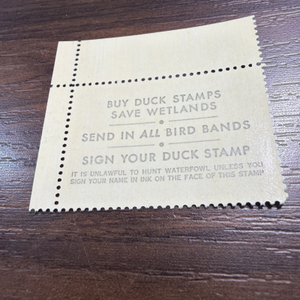 BUY DUCK STAMPS
SAVE WETLANDS
SEND IN ALL BIRD BANDS
SIGN YOUR DUCK STAMP
IT IS UNLAWFUL TO HUNT WATERFOWL UNLESS YOU
SIGN YOUR NAME IN INK ON THE FACE OF THIS STAMP